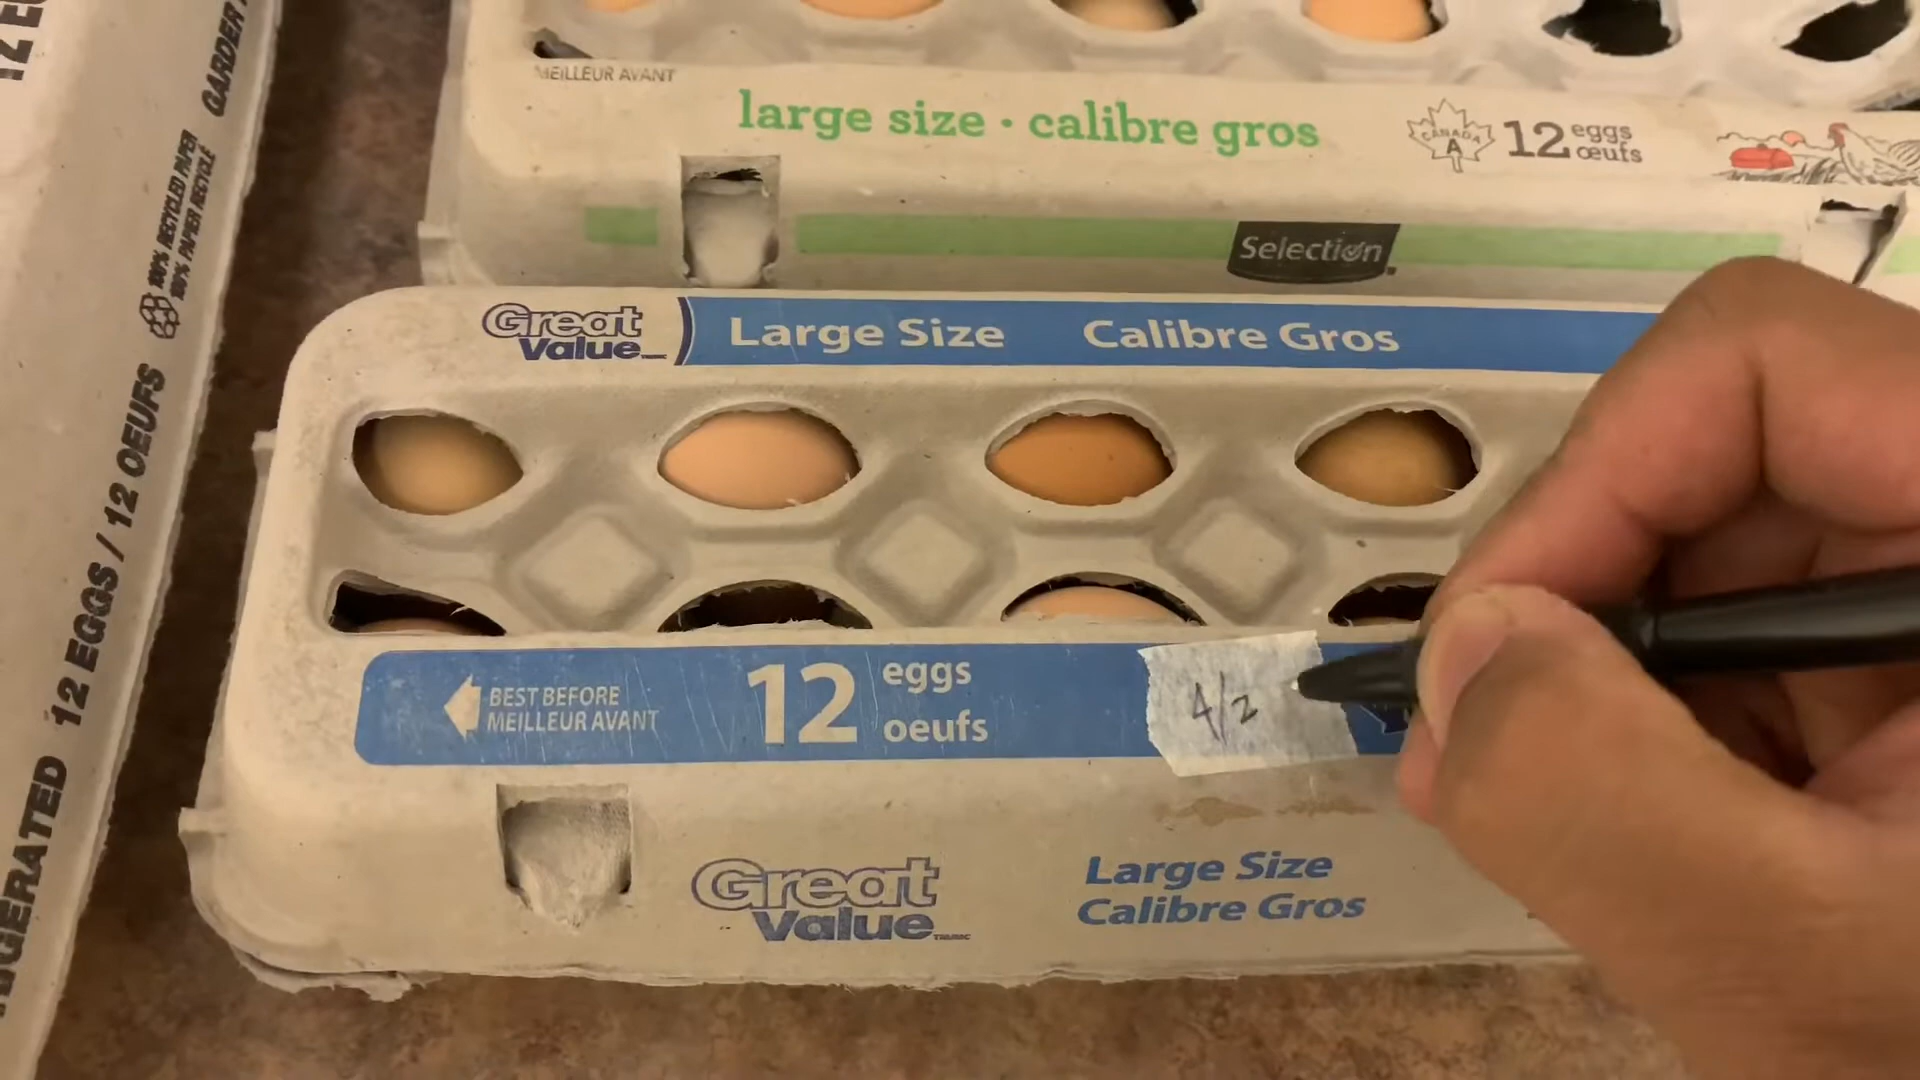 MEILLEUR AVANT
large size · calibre gros
CANADA
A
12 eggs
œufs
Selection
100% RECYCLED PAPER
100% PAPIER RECYCLÉ
12 EGGS / 12 OEUFS
Great
Value
Large Size Calibre Gros
BEST BEFORE
MEILLEUR AVANT
12 eggs
oeufs
4/2
Great
Value
Large Size
Calibre Gros